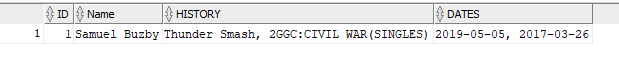 ID Name HISTORY DATES
1 1 Samuel Buzby Thunder Smash, 2GGC:CIVIL WAR(SINGLES) 2019-05-05, 2017-03-26